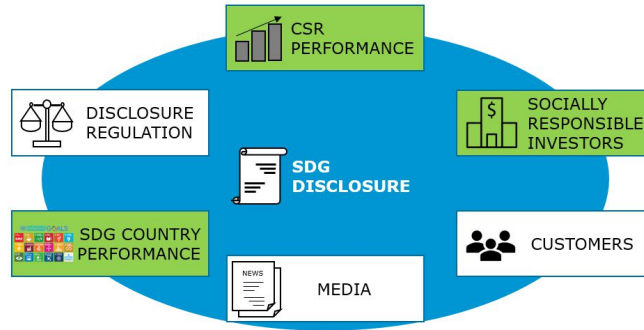 CSR
PERFORMANCE
DISCLOSURE
REGULATION
$
SOCIALLY
RESPONSIBLE
INVESTORS
SDG
DISCLOSURE
SDG COUNTRY
PERFORMANCE
NEWS
MEDIA
CUSTOMERS